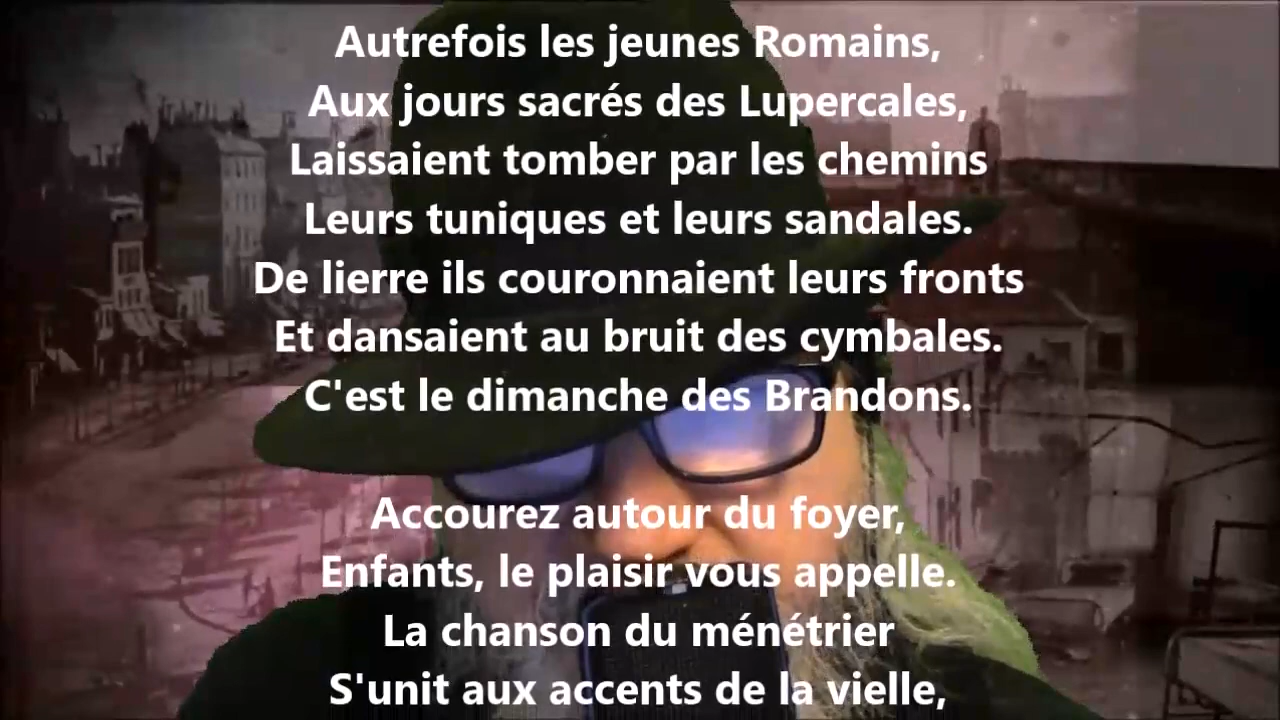 Autrefois les jeunes Romains,
Aux jours sacrés des Lupercales,
Laissaient tomber par les chemins
Leurs tuniques et leurs sandales.
De lierre ils couronnaient leurs fronts
Et dansaient au bruit des cymbales.
C'est le dimanche des Brandons.
Accourez autour du foyer,
Enfants, le plaisir vous appelle.
La chanson du ménétrier
S'unit aux accents de la vielle,